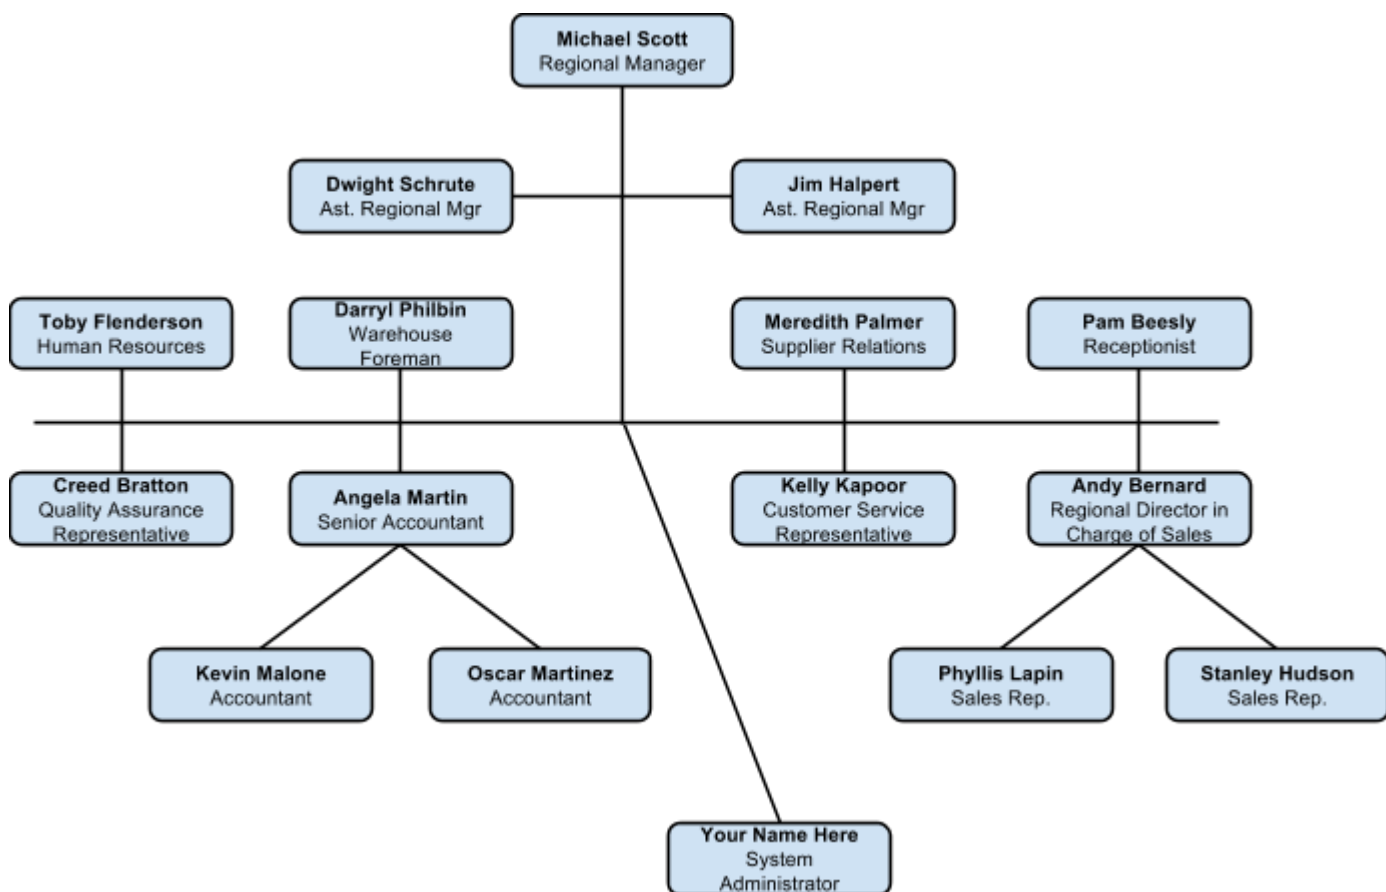 Michael Scott
Regional Manager
Dwight Schrute
Ast. Regional Mgr
Jim Halpert
Ast. Regional Mgr
Toby Flenderson
Human Resources
Darryl Philbin
Warehouse
Foreman
Meredith Palmer
Supplier Relations
Pam Beesly
Receptionist
Creed Bratton
Quality Assurance
Representative
Angela Martin
Senior Accountant
Kelly Kapoor
Customer Service
Representative
Andy Bernard
Regional Director in
Charge of Sales
Kevin Malone
Accountant
Oscar Martinez
Accountant
Phyllis Lapin
Sales Rep.
Stanley Hudson
Sales Rep.
Your Name Here
System
Administrator